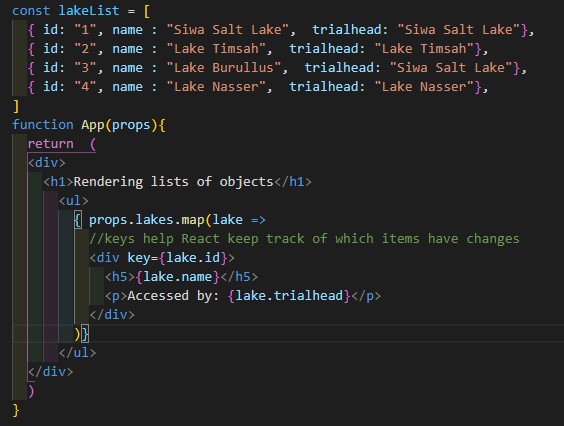 const lakeList = [
  { id: "1", name : "Siwa Salt Lake",  trialhead: "Siwa Salt Lake"},
  { id: "2", name : "Lake Timsah",  trialhead: "Lake Timsah"},
  { id: "3", name : "Lake Burullus",  trialhead: "Siwa Salt Lake"},
  { id: "4", name : "Lake Nasser",  trialhead: "Lake Nasser"},
]
function App(props){
  return  (
  <div>
    <h1>Rendering lists of objects</h1>
      <ul>
        { props.lakes.map(lake =>
          //keys help React keep track of which items have changes
          <div key={lake.id}>
            <h5>{lake.name}</h5>
            <p>Accessed by: {lake.trialhead}</p>
          </div>
        )}
      </ul>
  </div>
  )
}